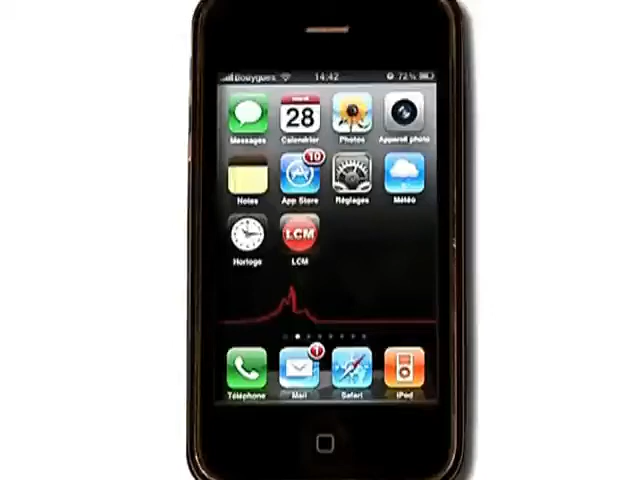 Bouygues 14:42 72 %
28
Messages Calendrier Photos Appareil photo
10
Notes App Store Réglages Météo
LCM
Horloge LCM
1
Téléphone Mail Safari iPod